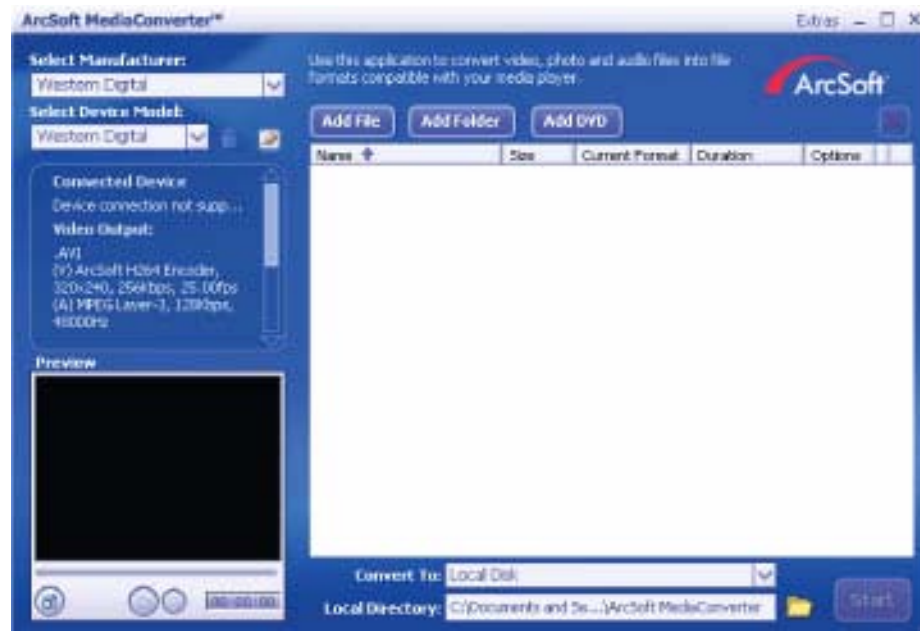 ArcSoft MediaConverter™
Extras
Select Manufacturer:
Western Digital
Select Device Model:
Western Digital
Use this application to convert video, photo and audio files into file
formats compatible with your media player
ArcSoft
Add File
Add Folder
Add DVD
Name
Size
Current Format
Duration
Options
Connected Device
Device connection not supp...
Video Output:
.AVI
(V) ArcSoft H264 Encoder,
320x240, 256kbps, 25.00fps
(A) MPEG Layer-3, 128kbps,
48000Hz
Preview
00:00:00
Convert To: Local Disk
Local Directory: C:\Documents and Se...\ArcSoft MediaConverter
Start